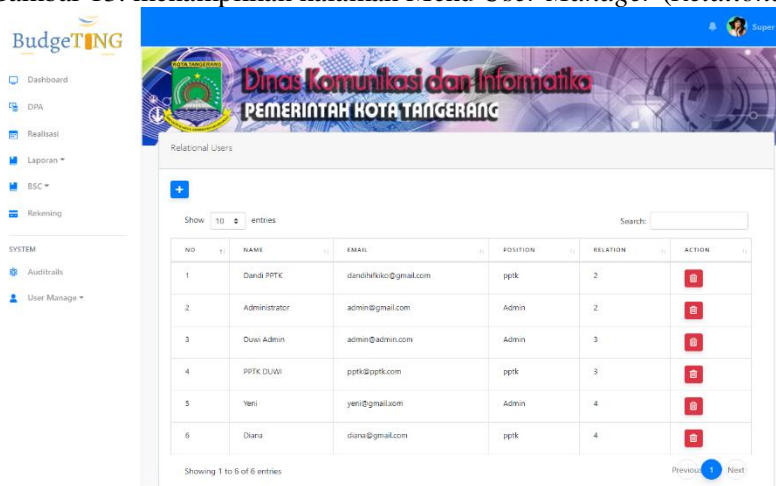 Gambar 13. menampilkan halaman Menu User Manager (Relationa
BudgeTING
Super
Dashboard
DPA
Realisasi
Laporan
BSC
Rekening
SYSTEM
Auditrails
User Manage
KOTA TANGERANG
Dinas Komunikasi dan Informatika
PEMERINTAH KOTA TANGERANG
Relational Users
+
Show 10 entries Search:
NO NAME EMAIL POSITION RELATION ACTION
1 Dandi PPTK dandihifkiko@gmail.com pptk 2
2 Administrator admin@gmail.com Admin 2
3 Duwi Admin admin@admin.com Admin 3
4 PPTK DUWI pptk@pptk.com pptk 3
5 Yeni yeni@gmail.xom Admin 4
6 Diana diana@gmail.com pptk 4
Showing 1 to 6 of 6 entries Previous 1 Next